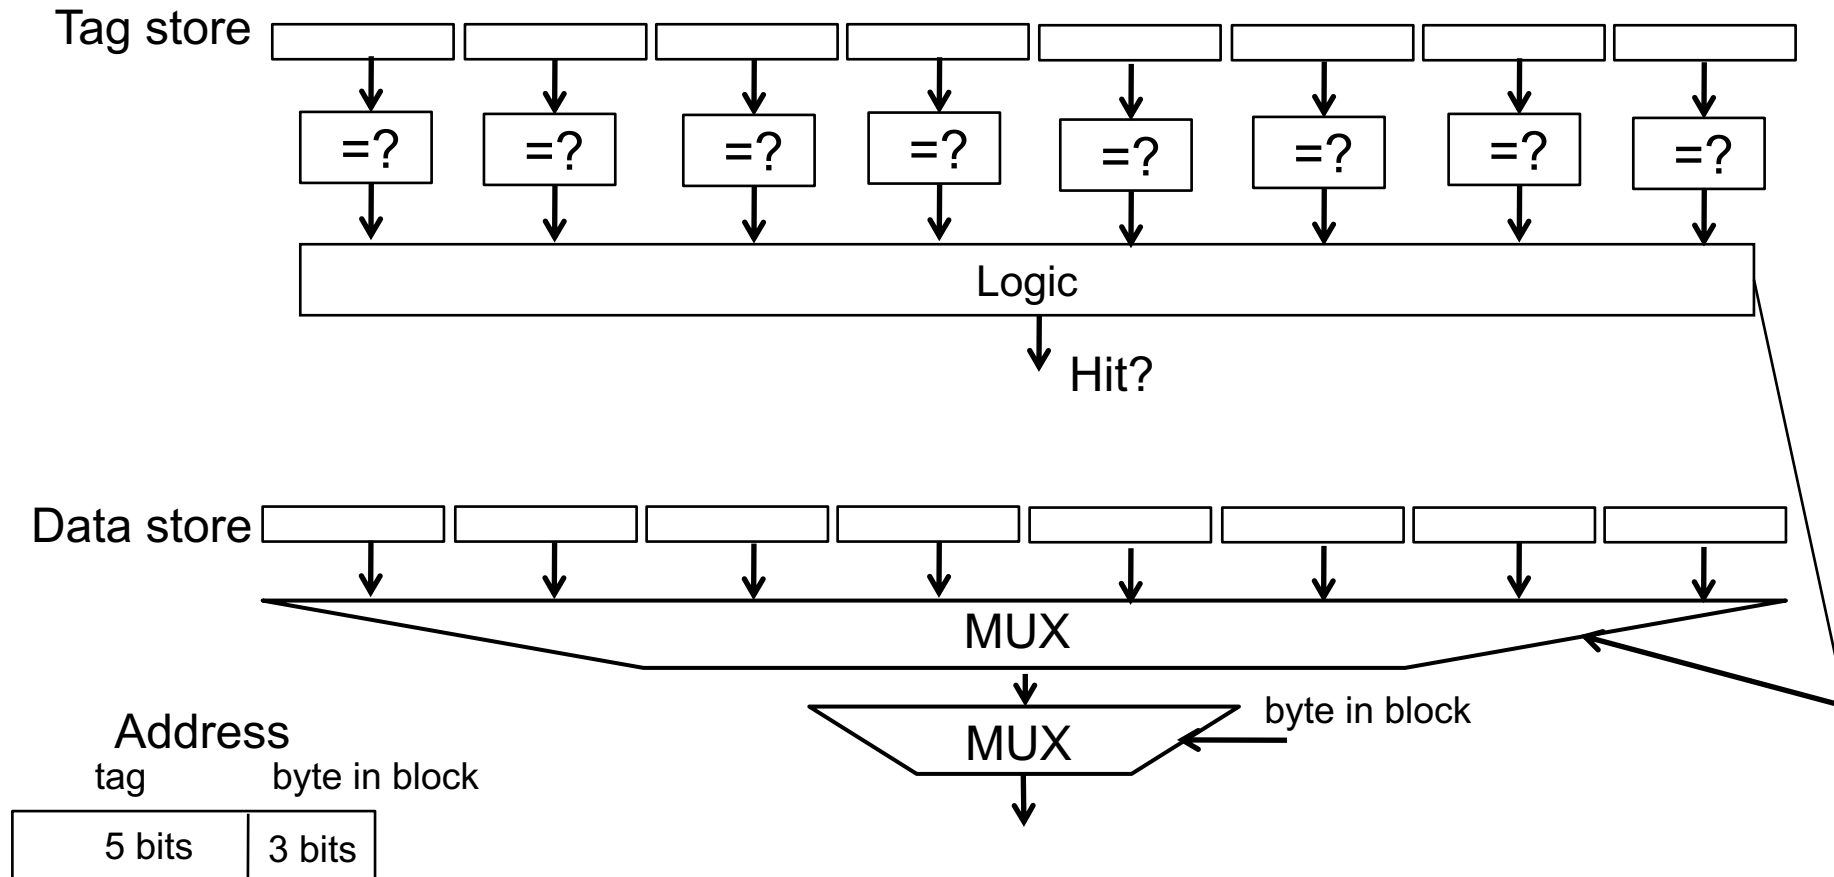 Tag store
=? =? =? =? =? =? =? =?
Logic
Hit?
Data store
MUX
byte in block
MUX
Address
tag byte in block
5 bits 3 bits